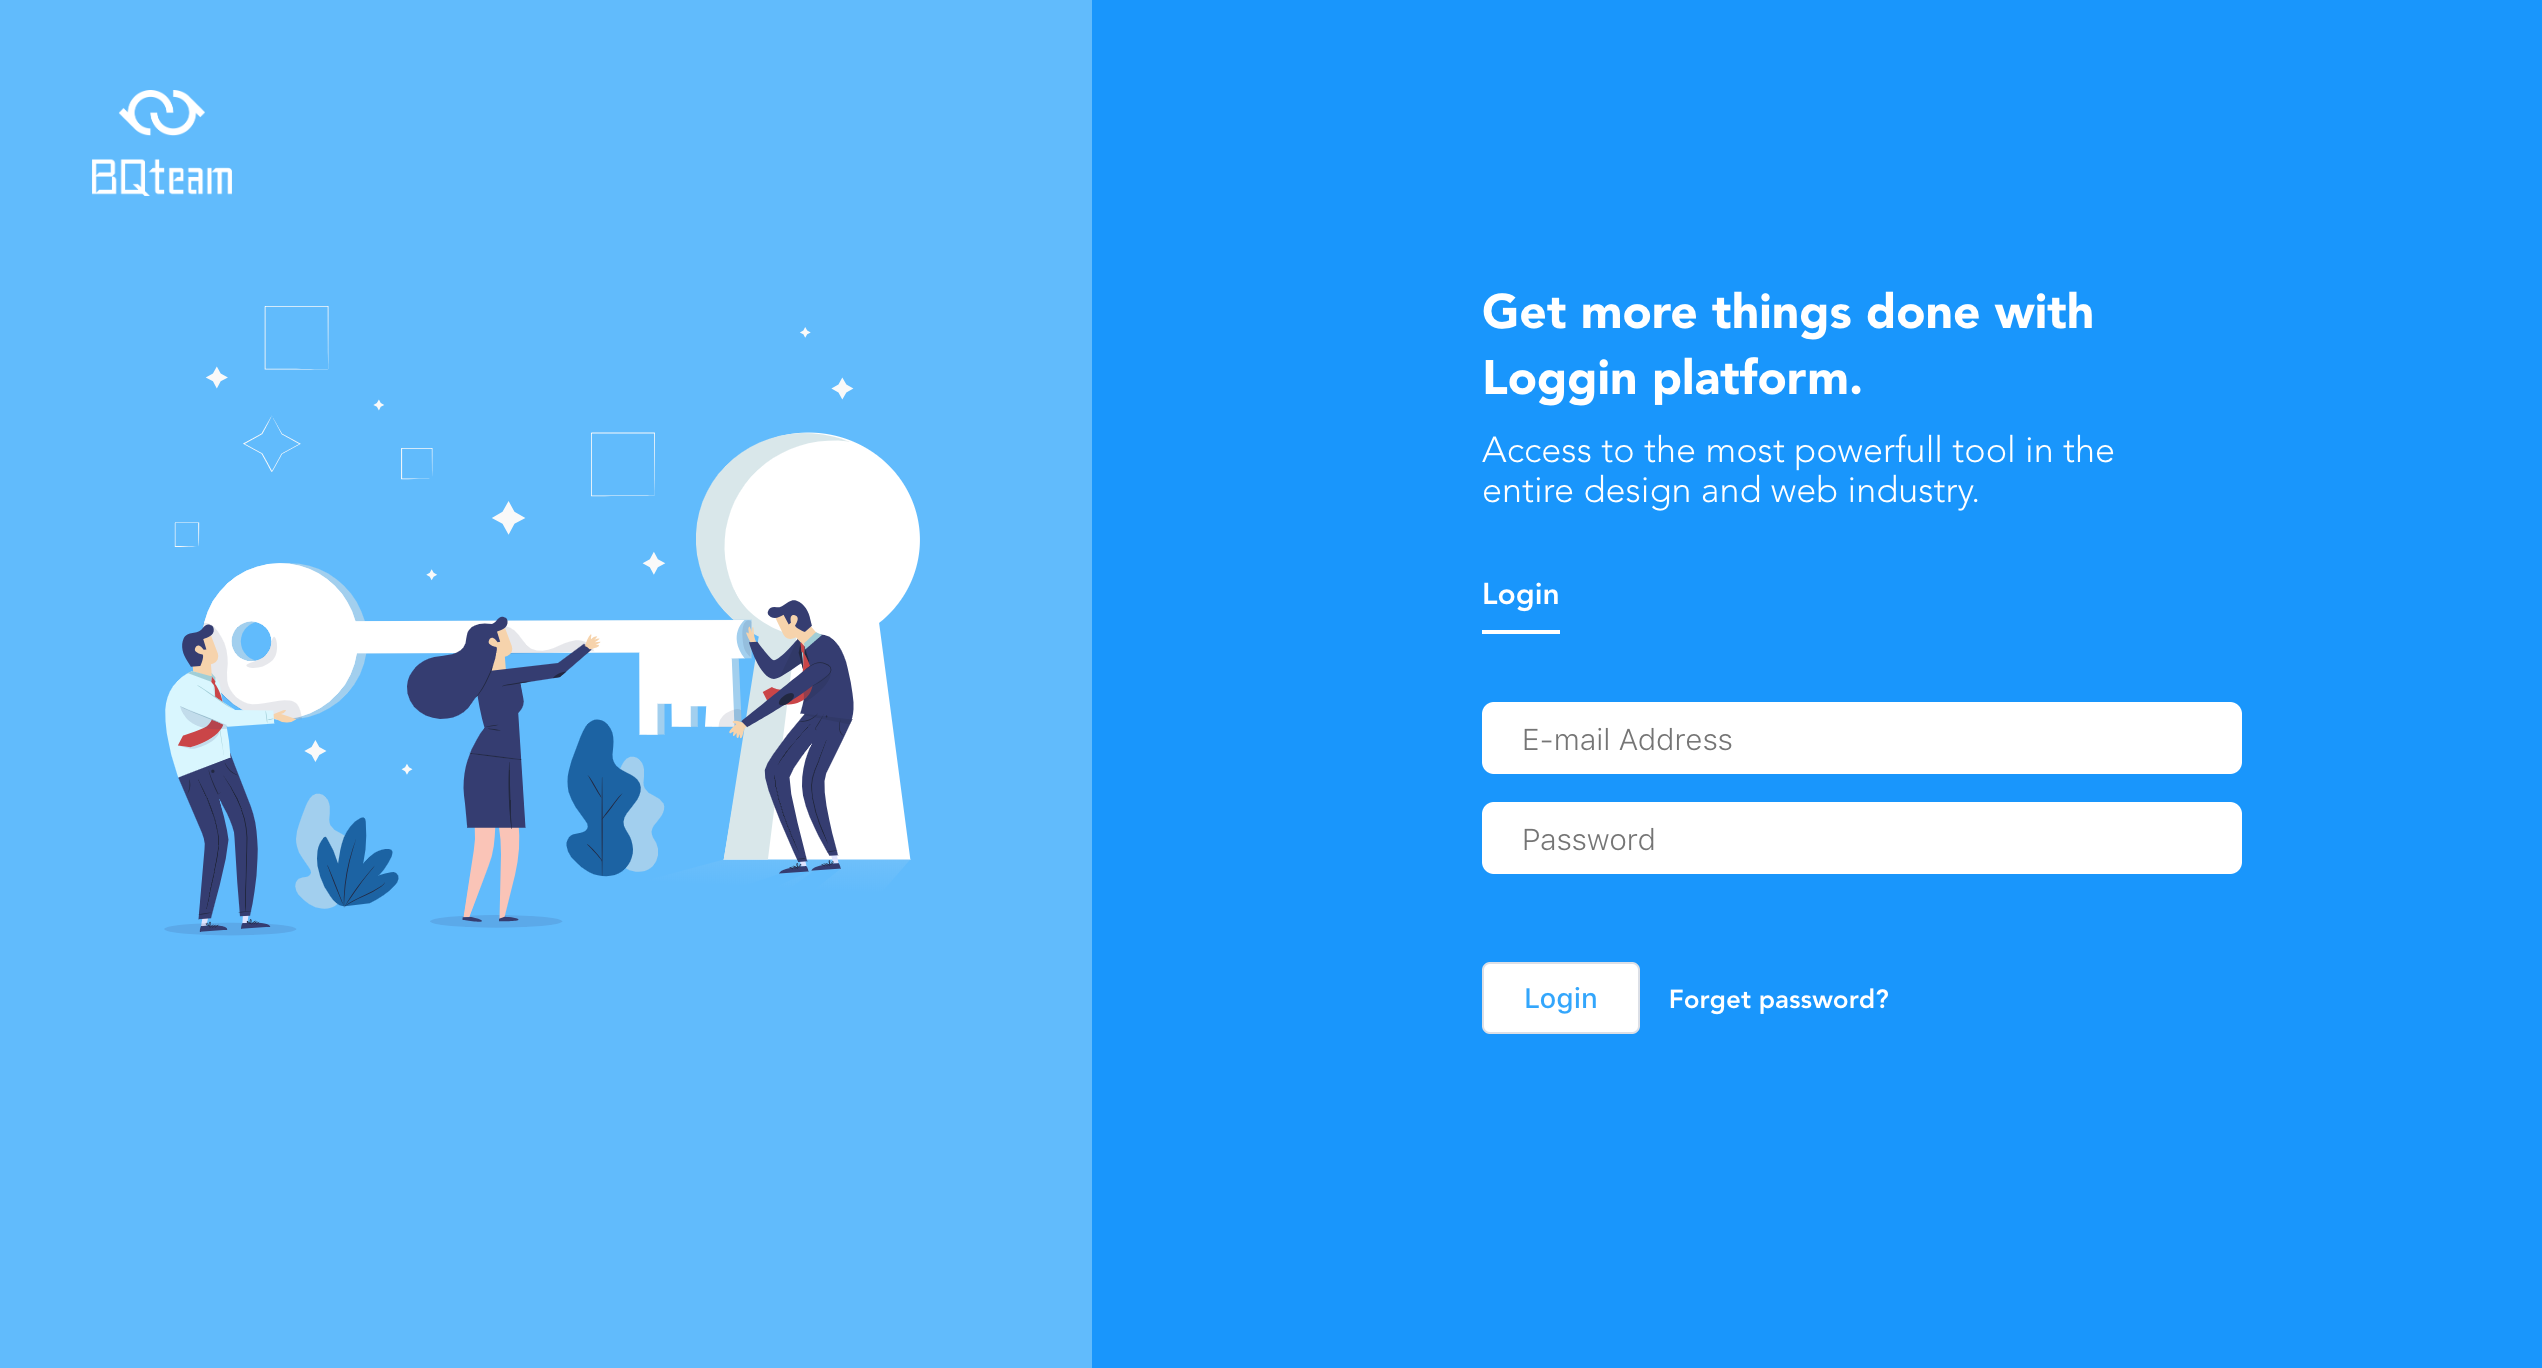 BQteam
Get more things done with
Loggin platform.
Access to the most powerfull tool in the
entire design and web industry.
Login
E-mail Address
Password
Login
Forget password?